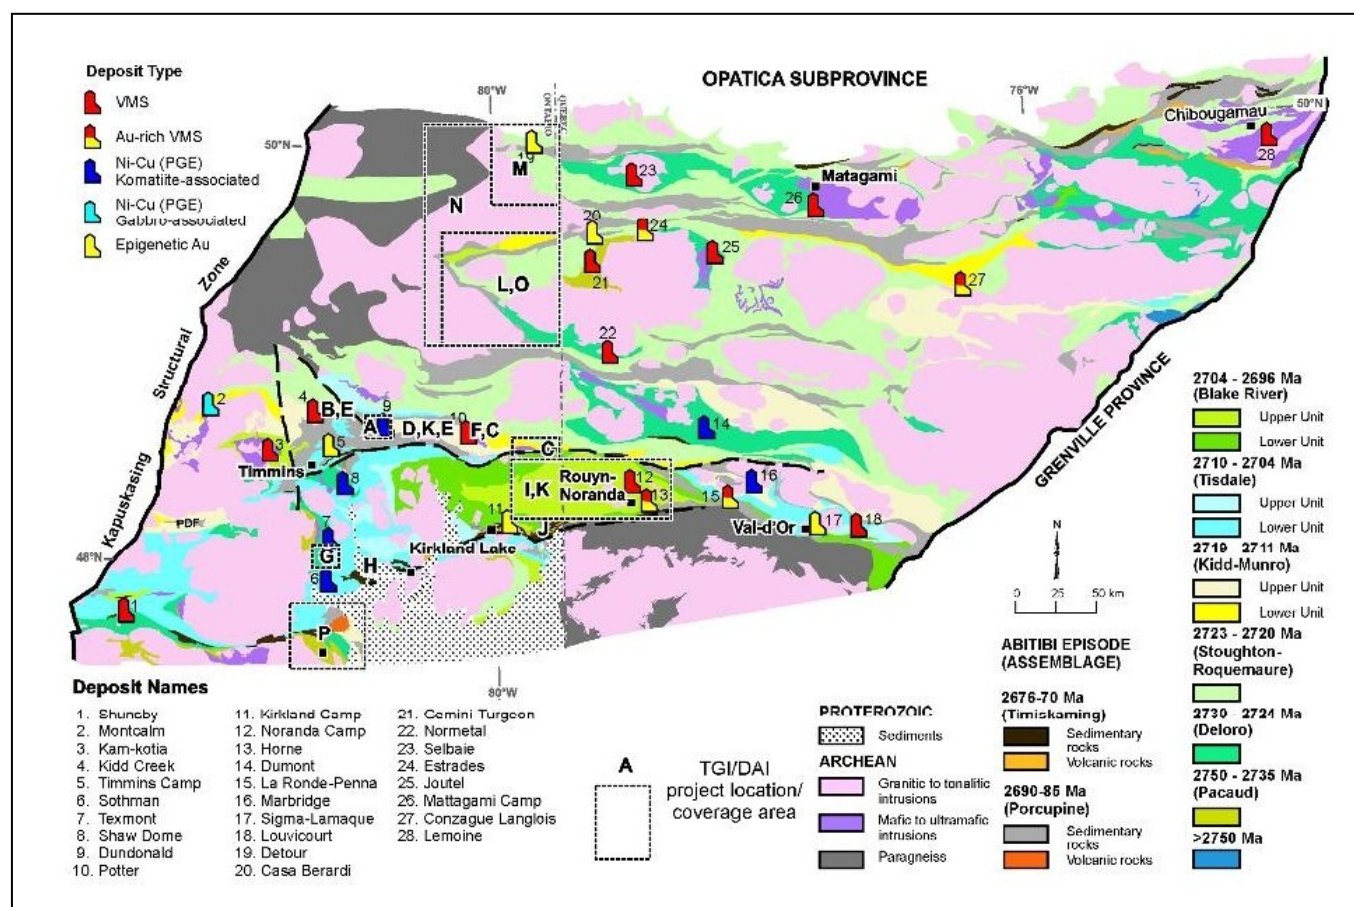 Deposit Type
VMS
Au-rich VMS
Ni-Cu (PGE)
Komatiite-associated
Ni-Cu (PGE)
Gabbro-associated
Epigenetic Au
OPATICA SUBPROVINCE
80°W
ONTARIO
QUEBEC
76°W
50°N
50°N
Chibougamau
28
19
M
23
Matagami
26
N
20
24
25
21
27
L,O
22
Kapuskasing
Structural
Zone
GRENVILLE PROVINCE
2
4
B,E
9
A
D,K,E
10
F,C
14
3
5
Timmins
8
C
I,K
Rouyn-
Noranda
12
13
15
16
Val-d'Or
17
18
PDF
7
G
6
H
11
J
Kirkland Lake
48°N
1
P
80°W
N
0 25 50 km
Deposit Names
1. Shunsby
2. Montcalm
3. Kam-kotia
4. Kidd Creek
5. Timmins Camp
6. Sothman
7. Texmont
8. Shaw Dome
9. Dundonald
10. Potter
11. Kirkland Camp
12. Noranda Camp
13. Horne
14. Dumont
15. La Ronde-Penna
16. Marbridge
17. Sigma-Lamaque
18. Louvicourt
19. Detour
20. Casa Berardi
21. Gemini Turgeon
22. Normetal
23. Selbaie
24. Estrades
25. Joutel
26. Mattagami Camp
27. Gonzague Langlois
28. Lemoine
A
TGI/DAI
project location/
coverage area
PROTEROZOIC
Sediments
ARCHEAN
Granitic to tonalitic
intrusions
Mafic to ultramafic
intrusions
Paragneiss
ABITIBI EPISODE
(ASSEMBLAGE)
2676-70 Ma
(Timiskaming)
Sedimentary
rocks
Volcanic rocks
2690-85 Ma
(Porcupine)
Sedimentary
rocks
Volcanic rocks
2704 - 2696 Ma
(Blake River)
Upper Unit
Lower Unit
2710 - 2704 Ma
(Tisdale)
Upper Unit
Lower Unit
2719 - 2711 Ma
(Kidd-Munro)
Upper Unit
Lower Unit
2723 - 2720 Ma
(Stoughton-
Roquemaure)
2730 - 2724 Ma
(Deloro)
2750 - 2735 Ma
(Pacaud)
>2750 Ma